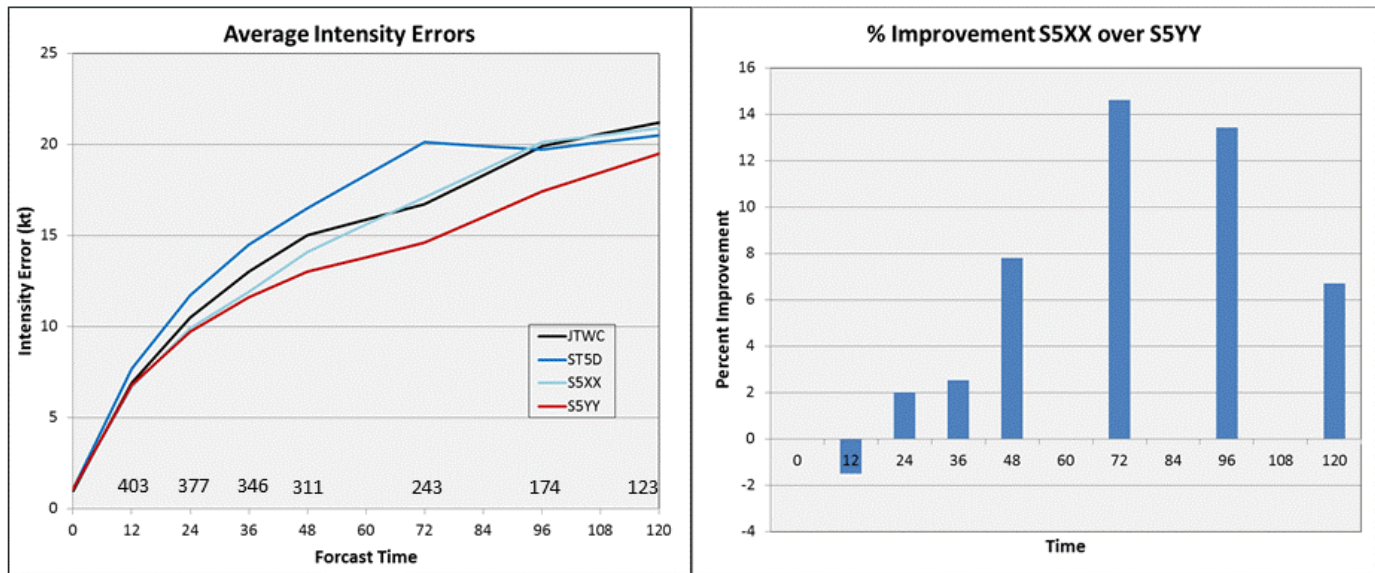 Average Intensity Errors
25
20
15
10
5
0
Intensity Error (kt)
JTWC
ST5D
S5XX
S5YY
403 377 346 311 243 174 123
0 12 24 36 48 60 72 84 96 108 120
Forcast Time
% Improvement S5XX over S5YY
16
14
12
10
8
6
4
2
0
-2
-4
Percent Improvement
0 12 24 36 48 60 72 84 96 108 120
Time